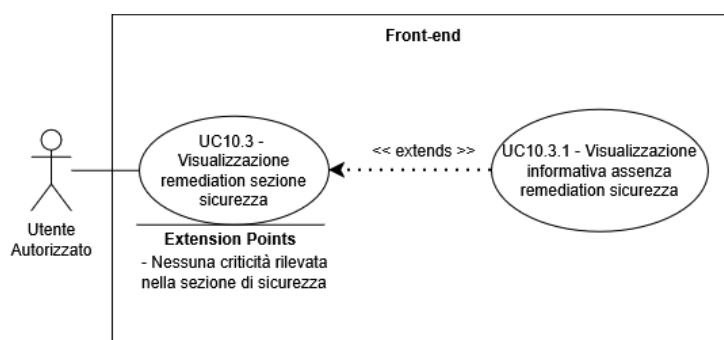 Front-end
UC10.3 -
Visualizzazione
remediation sezione
sicurezza
<< extends >>
UC10.3.1 - Visualizzazione
informativa assenza
remediation sicurezza
Utente
Autorizzato
Extension Points
- Nessuna criticità rilevata
nella sezione di sicurezza